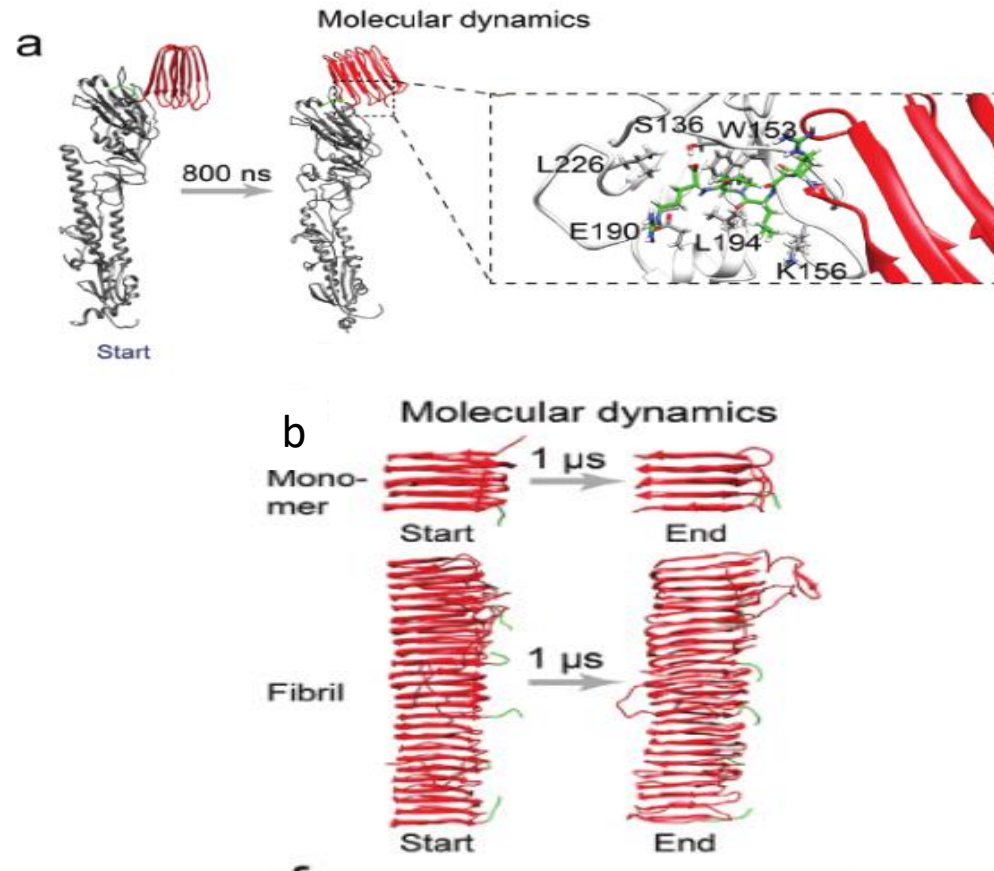 Molecular dynamics
a
800 ns
Start
S136
W153
L226
E190
L194
K156
b
Molecular dynamics
Mono-
mer
1 µs
Start
End
Fibril
1 µs
Start
End